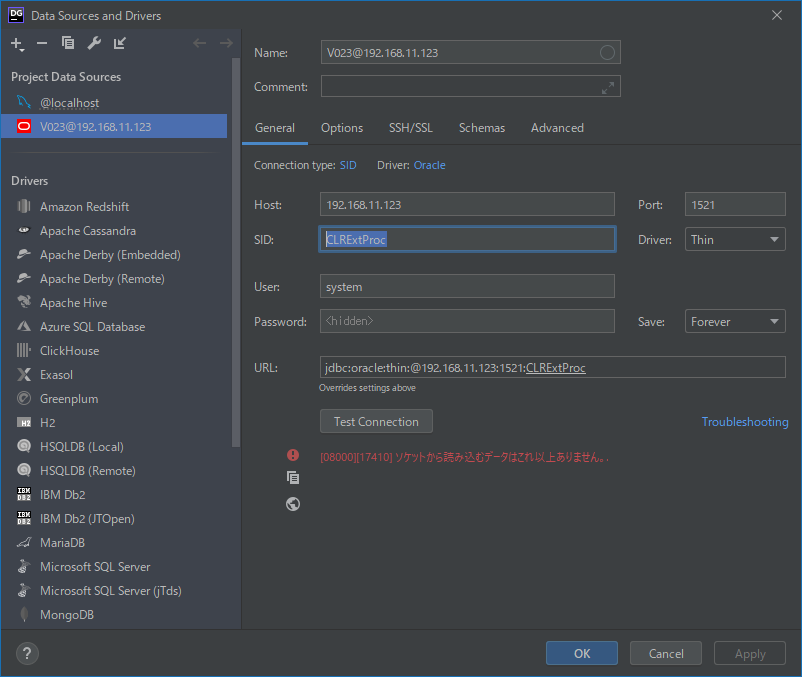 DG
Data Sources and Drivers
Project Data Sources
@localhost
V023@192.168.11.123
Drivers
Amazon Redshift
Apache Cassandra
Apache Derby (Embedded)
Apache Derby (Remote)
Apache Hive
Azure SQL Database
ClickHouse
Exasol
Greenplum
H2 H2
HSQLDB (Local)
HSQLDB (Remote)
IBM DB2 IBM Db2
IBM DB2 IBM Db2 (JTOpen)
MariaDB
Microsoft SQL Server
Microsoft SQL Server (jTds)
MongoDB
Name: V023@192.168.11.123
Comment:
General Options SSH/SSL Schemas Advanced
Connection type: SID Driver: Oracle
Host: 192.168.11.123 Port: 1521
SID: CLRExtProc Driver: Thin
User: system
Password: <hidden> Save: Forever
URL: jdbc:oracle:thin:@192.168.11.123:1521:CLRExtProc
Overrides settings above
Test Connection Troubleshooting
[08000][17410] ソケットから読み込むデータはこれ以上ありません。.
? OK Cancel Apply